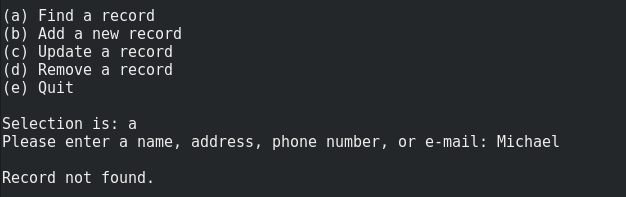 (a) Find a record
(b) Add a new record
(c) Update a record
(d) Remove a record
(e) Quit
Selection is: a
Please enter a name, address, phone number, or e-mail: Michael
Record not found.